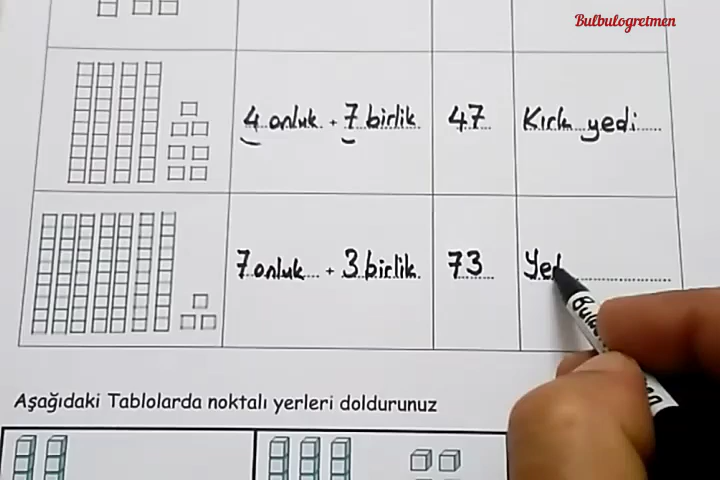 Bulbulogretmen
4 onluk + 7 birlik 47 Kırk yedi
7 onluk + 3 birlik 73 Yed
Aşağıdaki Tablolarda noktalı yerleri doldurunuz